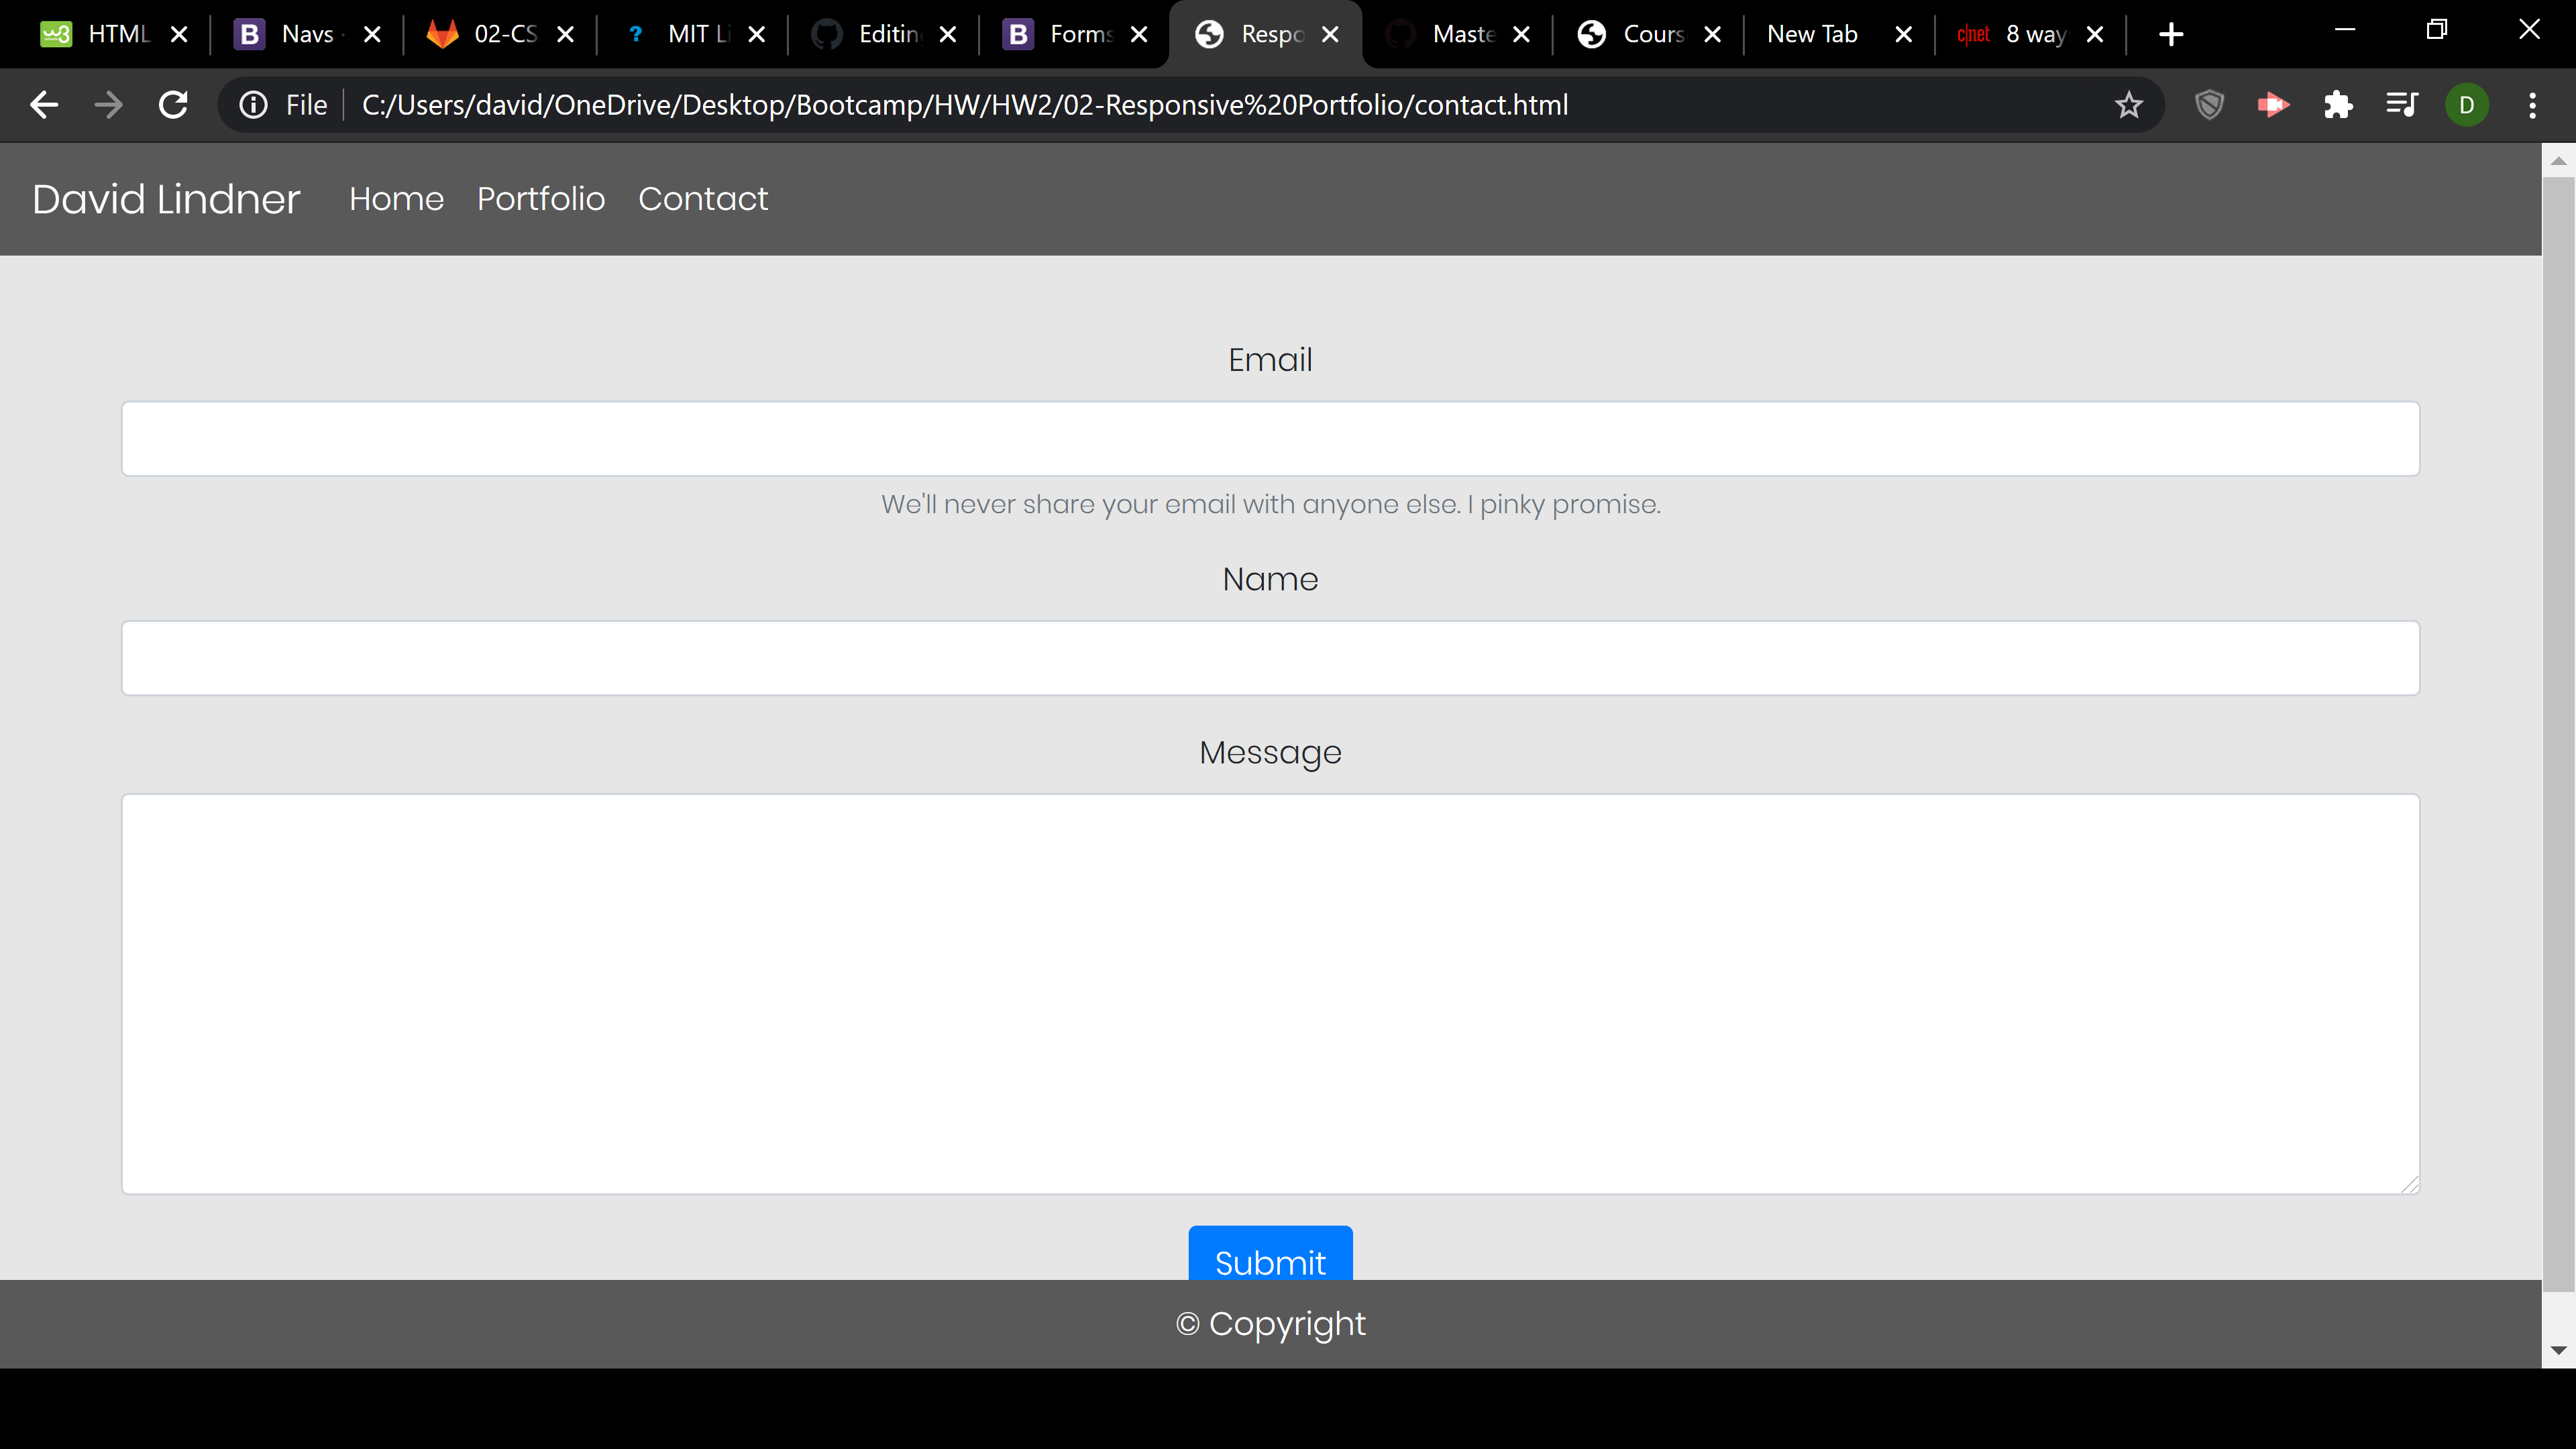 HTML Navs · 02-CS MIT Li Editin Forms Respo Maste Cours New Tab c|net 8 way
File C:/Users/david/OneDrive/Desktop/Bootcamp/HW/HW2/02-Responsive%20Portfolio/contact.html D
David Lindner Home Portfolio Contact
Email
We'll never share your email with anyone else. I pinky promise.
Name
Message
Submit
© Copyright